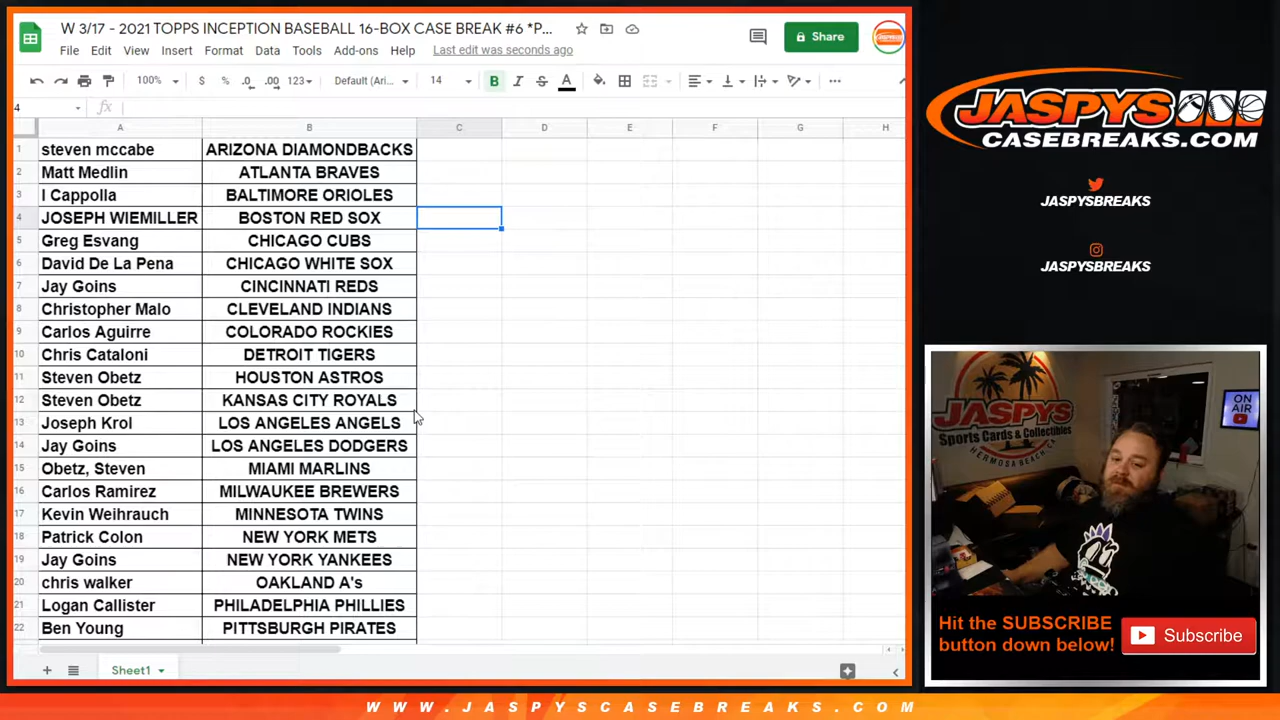 W 3/17 - 2021 TOPPS INCEPTION BASEBALL 16-BOX CASE BREAK #6 *P...
File Edit View Insert Format Data Tools Add-ons Help Last edit was seconds ago
Share
100% $ % .0 .00 123 Default (Ari... 14 B I S A
4 fx
A B C D E F G H
1 steven mccabe ARIZONA DIAMONDBACKS
2 Matt Medlin ATLANTA BRAVES
3 I Cappolla BALTIMORE ORIOLES
4 JOSEPH WIEMILLER BOSTON RED SOX
5 Greg Esvang CHICAGO CUBS
6 David De La Pena CHICAGO WHITE SOX
7 Jay Goins CINCINNATI REDS
8 Christopher Malo CLEVELAND INDIANS
9 Carlos Aguirre COLORADO ROCKIES
10 Chris Cataloni DETROIT TIGERS
11 Steven Obetz HOUSTON ASTROS
12 Steven Obetz KANSAS CITY ROYALS
13 Joseph Krol LOS ANGELES ANGELS
14 Jay Goins LOS ANGELES DODGERS
15 Obetz, Steven MIAMI MARLINS
16 Carlos Ramirez MILWAUKEE BREWERS
17 Kevin Weihrauch MINNESOTA TWINS
18 Patrick Colon NEW YORK METS
19 Jay Goins NEW YORK YANKEES
20 chris walker OAKLAND A's
21 Logan Callister PHILADELPHIA PHILLIES
22 Ben Young PITTSBURGH PIRATES
Sheet1
JASPYS
CASEBREAKS.COM
JASPYSBREAKS
JASPYSBREAKS
JASPYS
Sports Cards & Collectibles
HERMOSA BEACH
ON
AIR
Hit the SUBSCRIBE
button down below!
Subscribe
WWW.JASPYSCASEBREAKS.COM